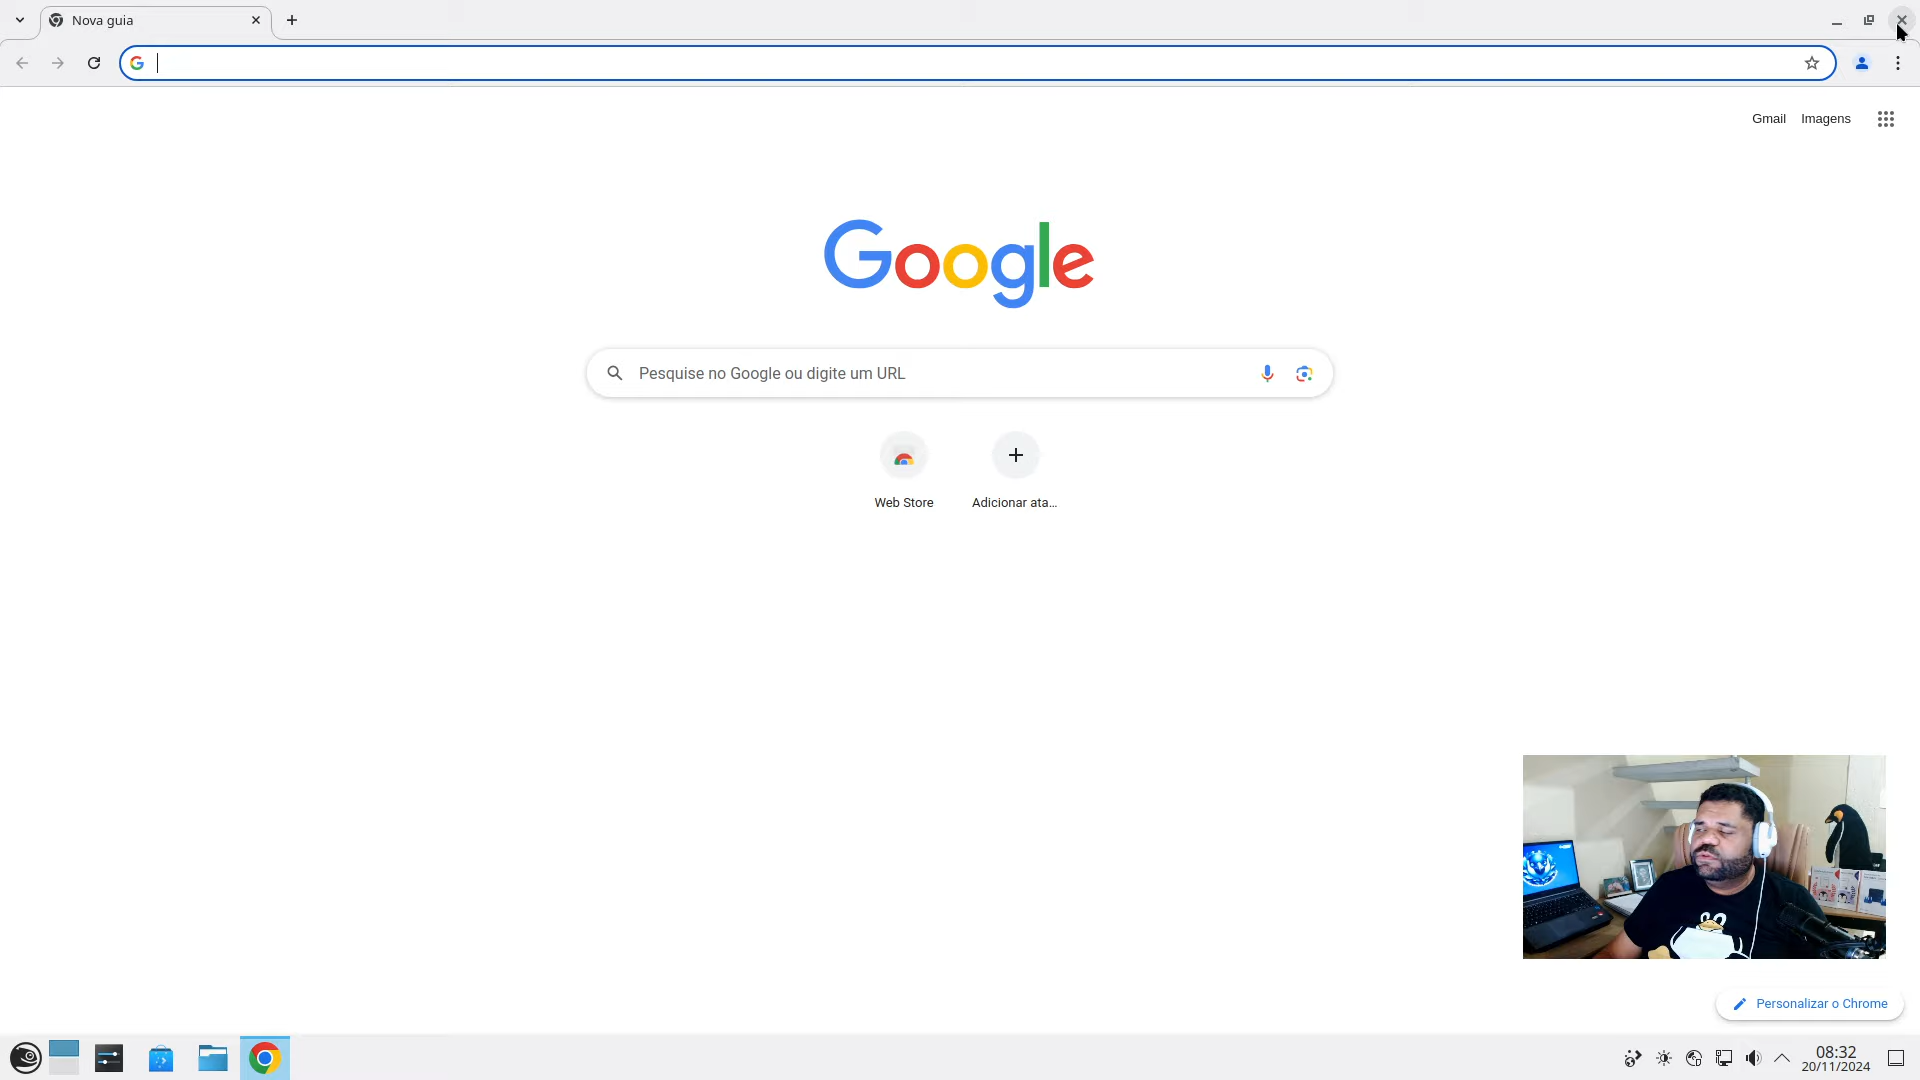 Nova guia
Gmail Imagens
Google
Pesquise no Google ou digite um URL
Web Store
Adicionar ata...
Personalizar o Chrome
08:32
20/11/2024